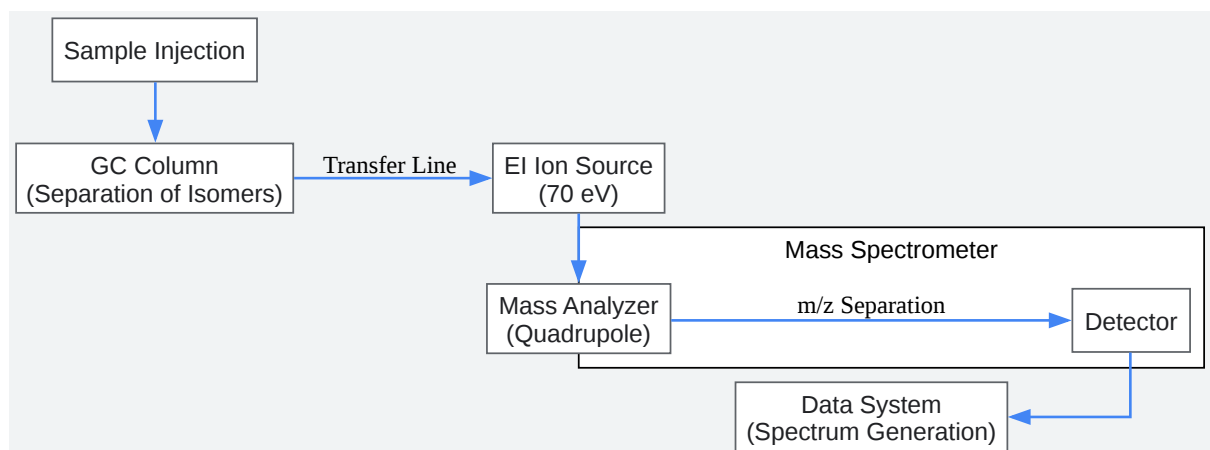 Sample Injection
GC Column
(Separation of Isomers)
Transfer Line
EI Ion Source
(70 eV)
Mass Spectrometer
Mass Analyzer
(Quadrupole)
m/z Separation
Detector
Data System
(Spectrum Generation)